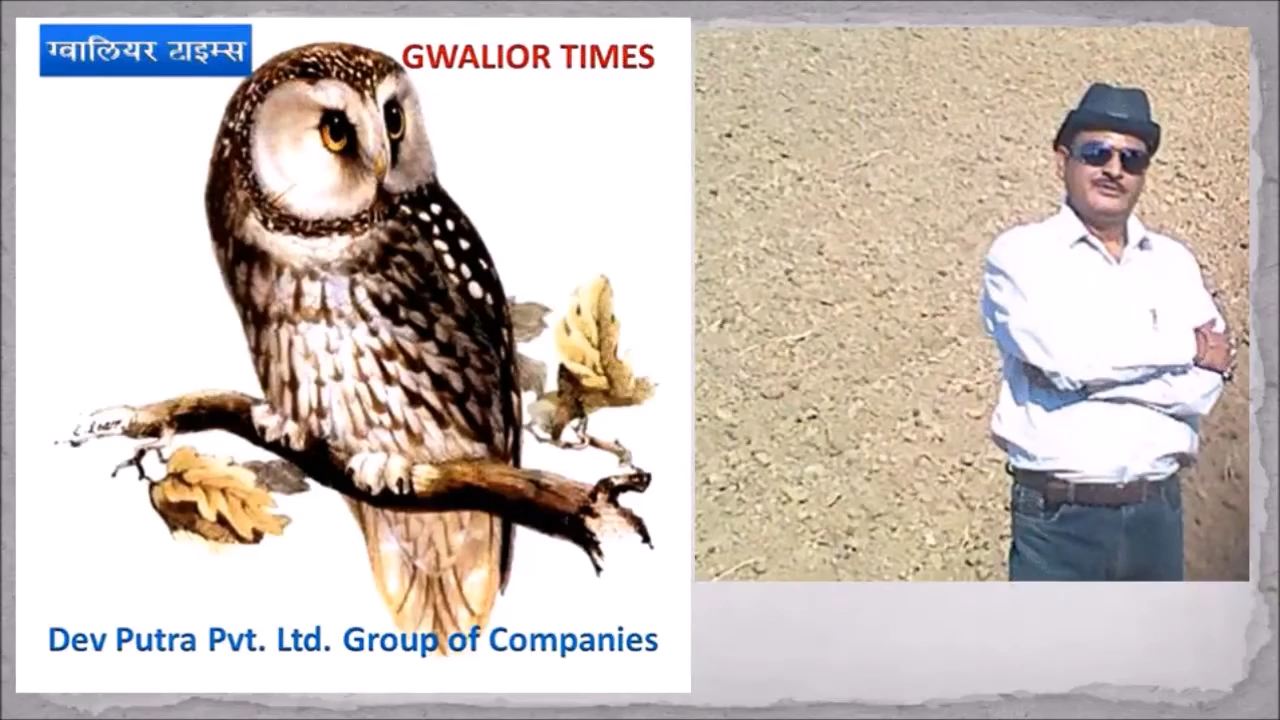 ग्वालियर टाइम्स
GWALIOR TIMES
Dev Putra Pvt. Ltd. Group of Companies